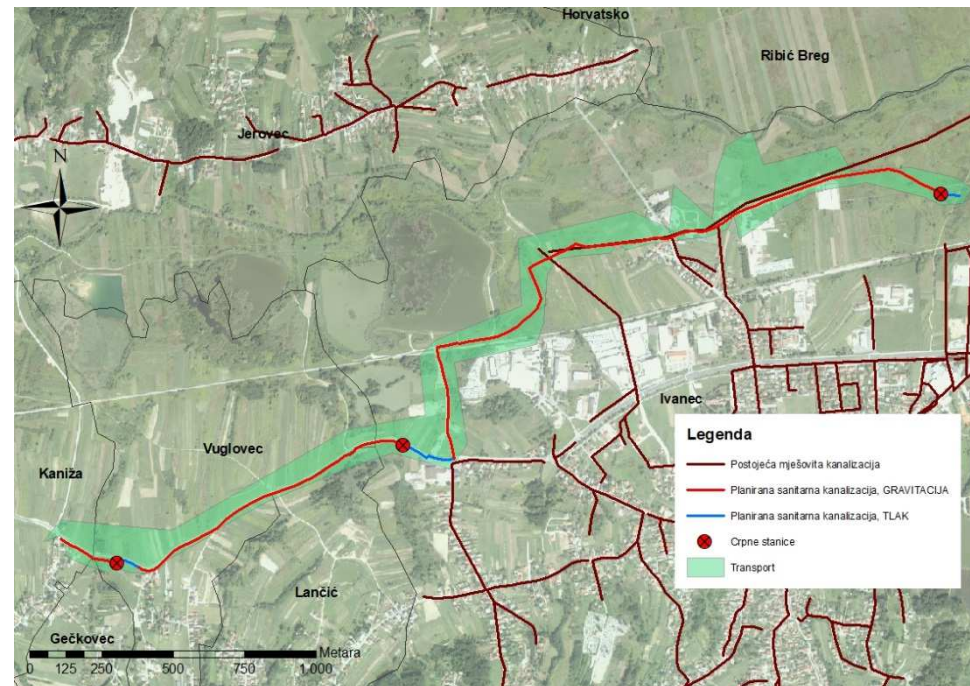 Horvatsko
Ribić Breg
Jerovec
N
Ivanec
Vuglovec
Kaniža
Lančić
Gečkovec
Legenda
Postojeća mješovita kanalizacija
Planirana sanitarna kanalizacija, GRAVITACIJA
Planirana sanitarna kanalizacija, TLAK
Crpne stanice
Transport
Metara
0 125 250 500 750 1.000